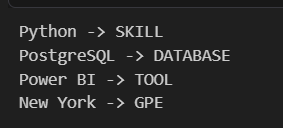 Python -> SKILL
PostgreSQL -> DATABASE
Power BI -> TOOL
New York -> GPE